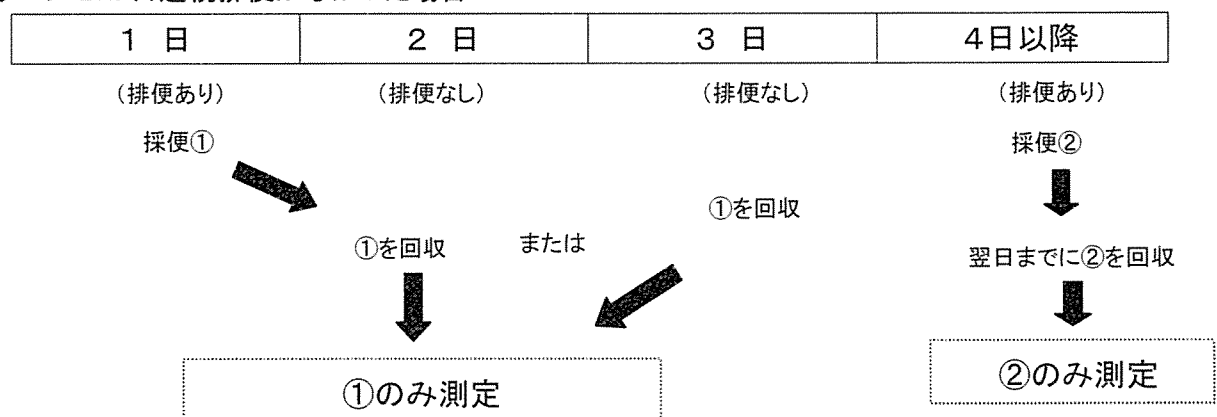 1 日 2 日 3 日 4日以降
(排便あり) (排便なし) (排便なし) (排便あり)
採便① 採便②
①を回収
①を回収 または 翌日までに②を回収
①のみ測定 ②のみ測定